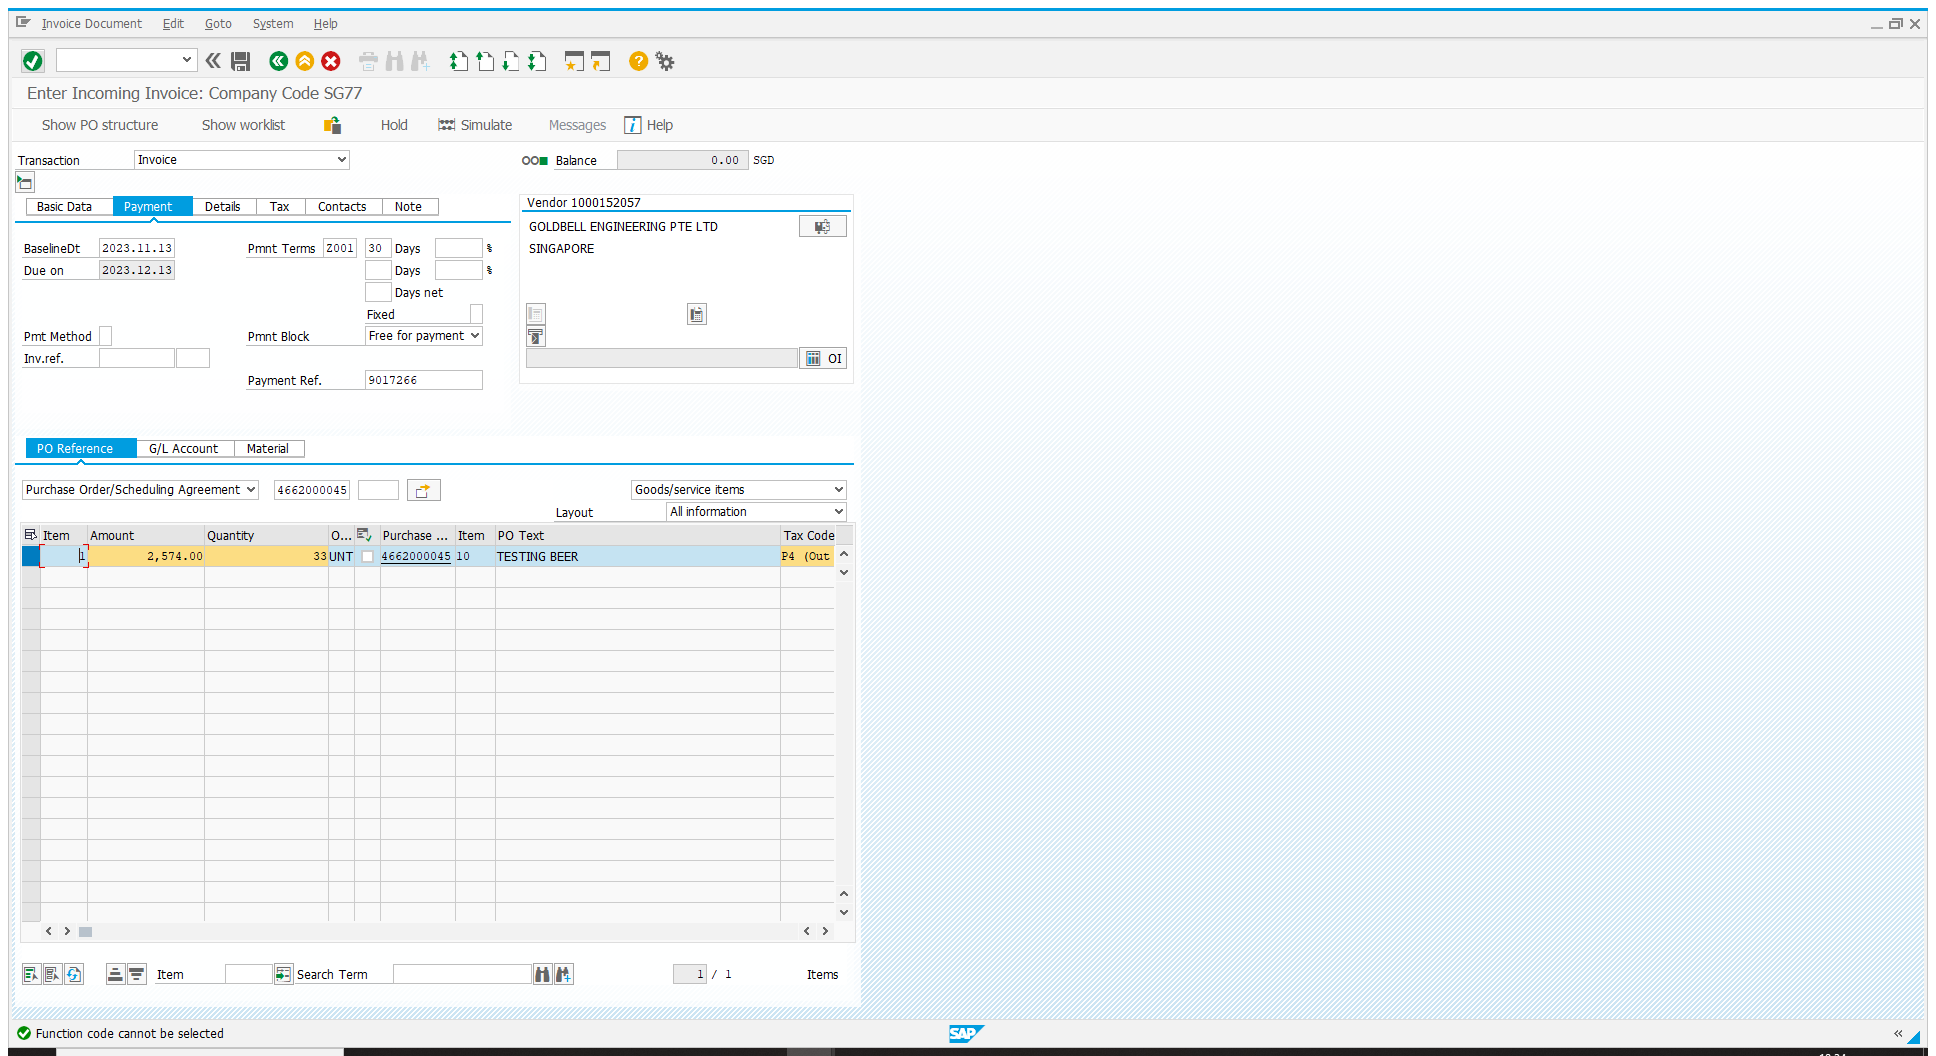 Invoice Document Edit Goto System Help
Enter Incoming Invoice: Company Code SG77
Show PO structure Show worklist Hold Simulate Messages Help
Transaction Invoice Balance 0.00 SGD
Basic Data Payment Details Tax Contacts Note
Vendor 1000152057
GOLDBELL ENGINEERING PTE LTD
SINGAPORE
BaselineDt 2023.11.13 Pmnt Terms Z001 30 Days %
Due on 2023.12.13 Days %
Days net
Fixed
Pmt Method Pmnt Block Free for payment
Inv.ref. OI
Payment Ref. 9017266
PO Reference G/L Account Material
Purchase Order/Scheduling Agreement 4662000045 Goods/service items
Layout All information
Item Amount Quantity O... Purchase ... Item PO Text Tax Code
1 2,574.00 33 UNT 4662000045 10 TESTING BEER P4 (Out
Item Search Term 1 / 1 Items
Function code cannot be selected SAP